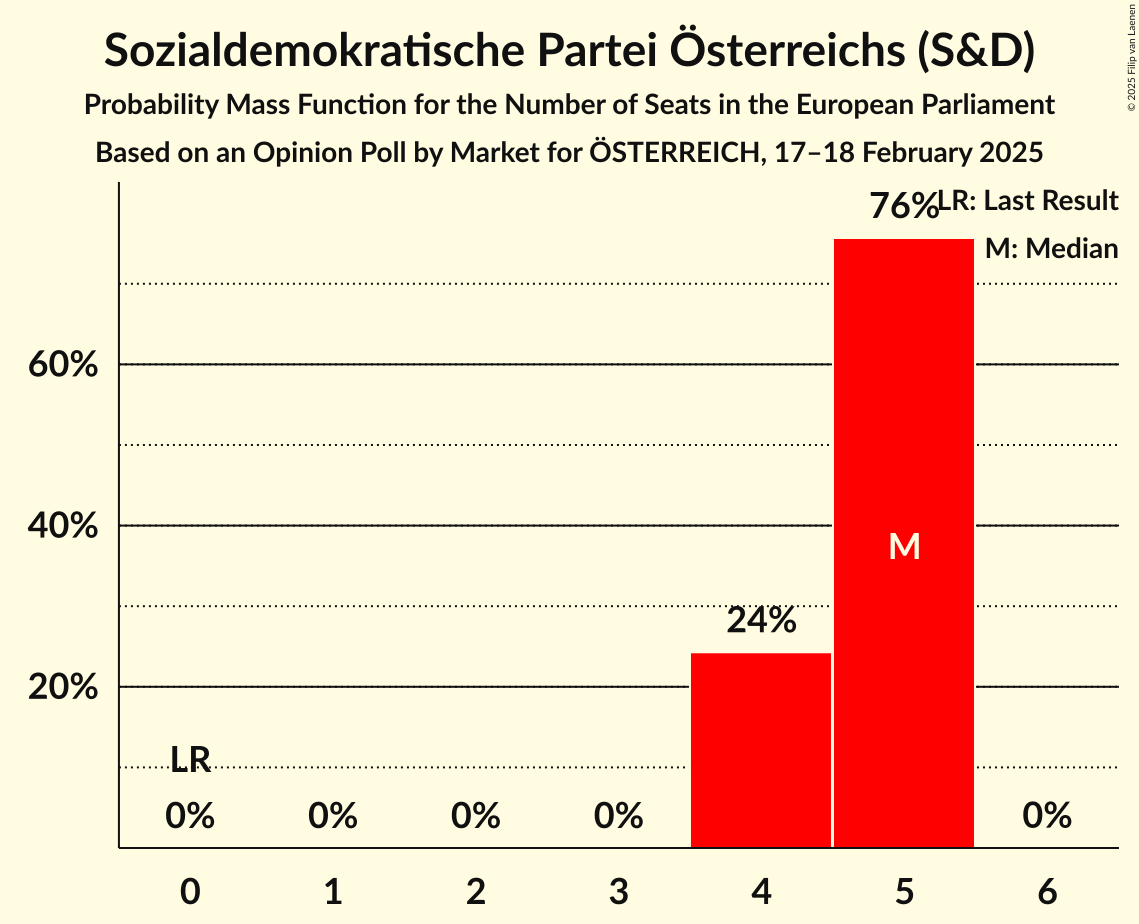 Sozialdemokratische Partei Österreichs (S&D)
Probability Mass Function for the Number of Seats in the European Parliament
Based on an Opinion Poll by Market for ÖSTERREICH, 17–18 February 2025
© 2025 Filip van Laenen
76%
LR: Last Result
M: Median
60%
40%
M
24%
20%
LR
0% 0% 0% 0% 0%
0 1 2 3 4 5 6